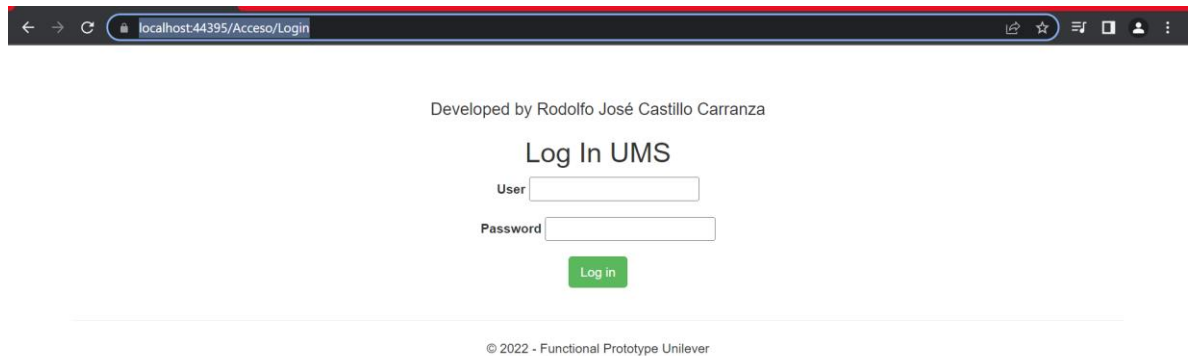 localhost:44395/Acceso/Login
Developed by Rodolfo José Castillo Carranza
Log In UMS
User
Password
Log in
© 2022 - Functional Prototype Unilever